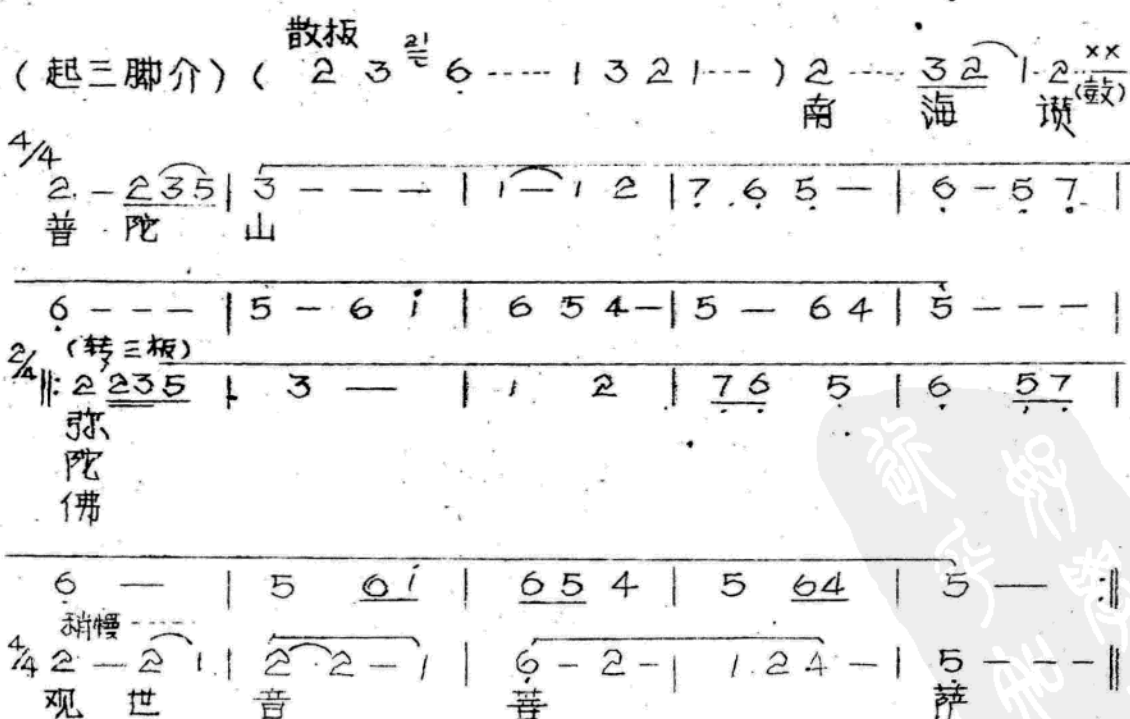 散板
(起三脚介) ( 2 3 21 6 ---- 1 3 2 1 --- ) 2 ---- 3 2 1 2 ×× (鼓)
南 海 讃
4/4
2 - 2 3 5 | 3 - - - | 1 - 1 2 | 7. 6 5 - | 6 - 5 7 |
普 陀 山
6 - - - | 5 - 6 i | 6 5 4 - | 5 - 6 4 | 5 - - - |
(转三板)
2/4 ‖: 2 2 3 5 | 3 — | 1 2 | 7 6 5 | 6 5 7 |
弥
陀
佛
6 — | 5 6 i | 6 5 4 | 5 6 4 | 5 — :‖
稍慢 -----
4/4 2 - 2 1 | 2 2 - 1 | 6 - 2 - | 1. 2 4 - | 5 - - - ‖
观 世 音 菩 萨